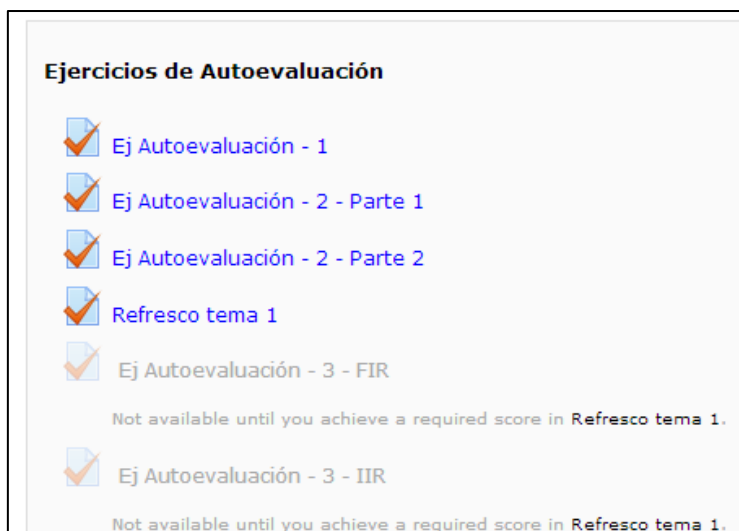 Ejercicios de Autoevaluación
Ej Autoevaluación - 1
Ej Autoevaluación - 2 - Parte 1
Ej Autoevaluación - 2 - Parte 2
Refresco tema 1
Ej Autoevaluación - 3 - FIR
Not available until you achieve a required score in Refresco tema 1.
Ej Autoevaluación - 3 - IIR
Not available until you achieve a required score in Refresco tema 1.